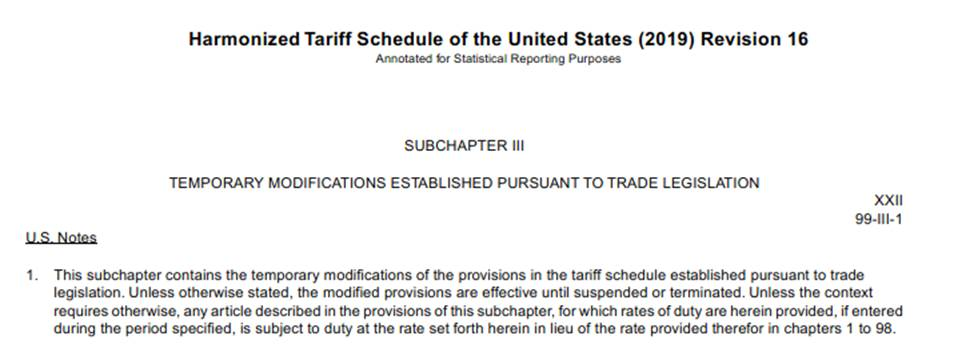 Harmonized Tariff Schedule of the United States (2019) Revision 16
Annotated for Statistical Reporting Purposes
SUBCHAPTER III
TEMPORARY MODIFICATIONS ESTABLISHED PURSUANT TO TRADE LEGISLATION
XXII
99-III-1
U.S. Notes
1. This subchapter contains the temporary modifications of the provisions in the tariff schedule established pursuant to trade
legislation. Unless otherwise stated, the modified provisions are effective until suspended or terminated. Unless the context
requires otherwise, any article described in the provisions of this subchapter, for which rates of duty are herein provided, if entered
during the period specified, is subject to duty at the rate set forth herein in lieu of the rate provided therefor in chapters 1 to 98.